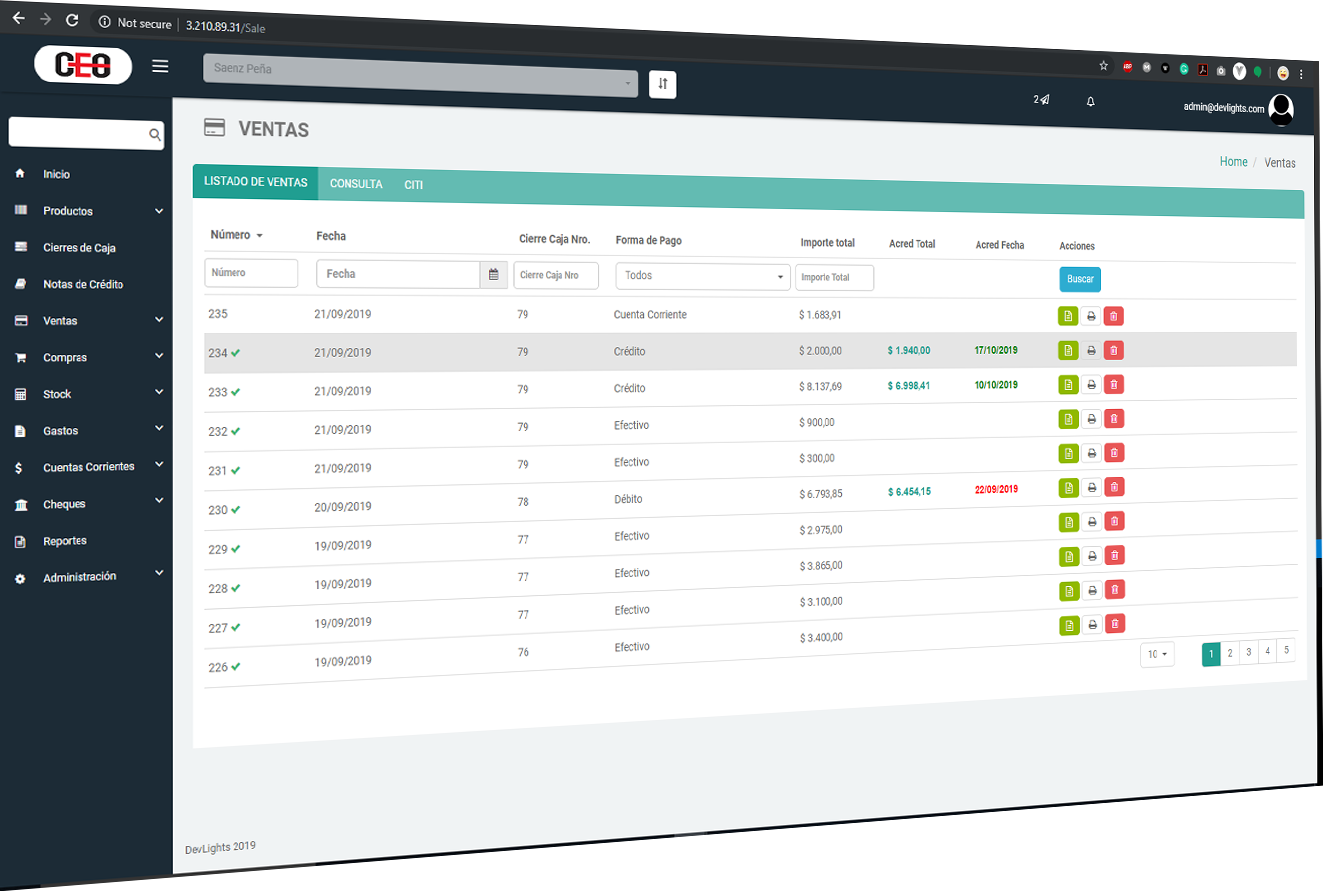 Not secure | 3.210.89.31/Sale
CEO
Saenz Peña
2
admin@devlights.com
VENTAS
Home / Ventas
Inicio
Productos
Cierres de Caja
Notas de Crédito
Ventas
Compras
Stock
Gastos
Cuentas Corrientes
Cheques
Reportes
Administración
LISTADO DE VENTAS CONSULTA CITI
Número Fecha Cierre Caja Nro. Forma de Pago Importe total Acred Total Acred Fecha Acciones
Número Fecha Cierre Caja Nro Todos Importe Total Buscar
235 21/09/2019 79 Cuenta Corriente $ 1.683,91
234 21/09/2019 79 Crédito $ 2.000,00 $ 1.940,00 17/10/2019
233 21/09/2019 79 Crédito $ 8.137,69 $ 6.998,41 10/10/2019
232 21/09/2019 79 Efectivo $ 900,00
231 21/09/2019 79 Efectivo $ 300,00
230 20/09/2019 78 Débito $ 6.793,85 $ 6.454,15 22/09/2019
229 19/09/2019 77 Efectivo $ 2.975,00
228 19/09/2019 77 Efectivo $ 3.865,00
227 19/09/2019 77 Efectivo $ 3.100,00
226 19/09/2019 76 Efectivo $ 3.400,00
10 1 2 3 4 5
DevLights 2019